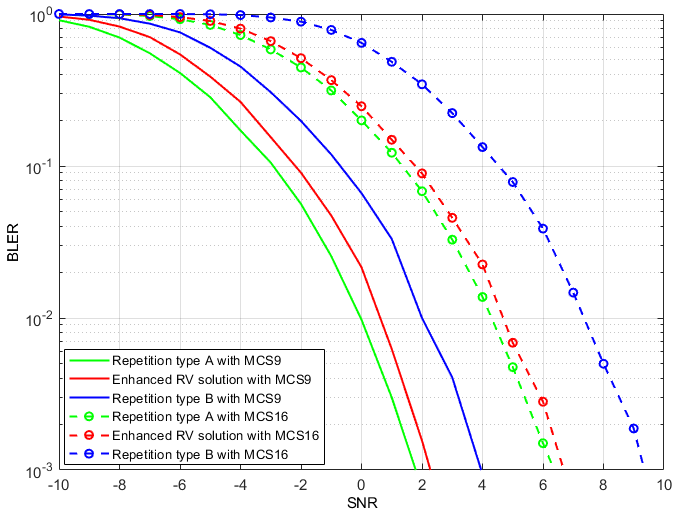 10^0
10^-1
10^-2
10^-3
BLER
Repetition type A with MCS9
Enhanced RV solution with MCS9
Repetition type B with MCS9
Repetition type A with MCS16
Enhanced RV solution with MCS16
Repetition type B with MCS16
-10 -8 -6 -4 -2 0 2 4 6 8 10
SNR